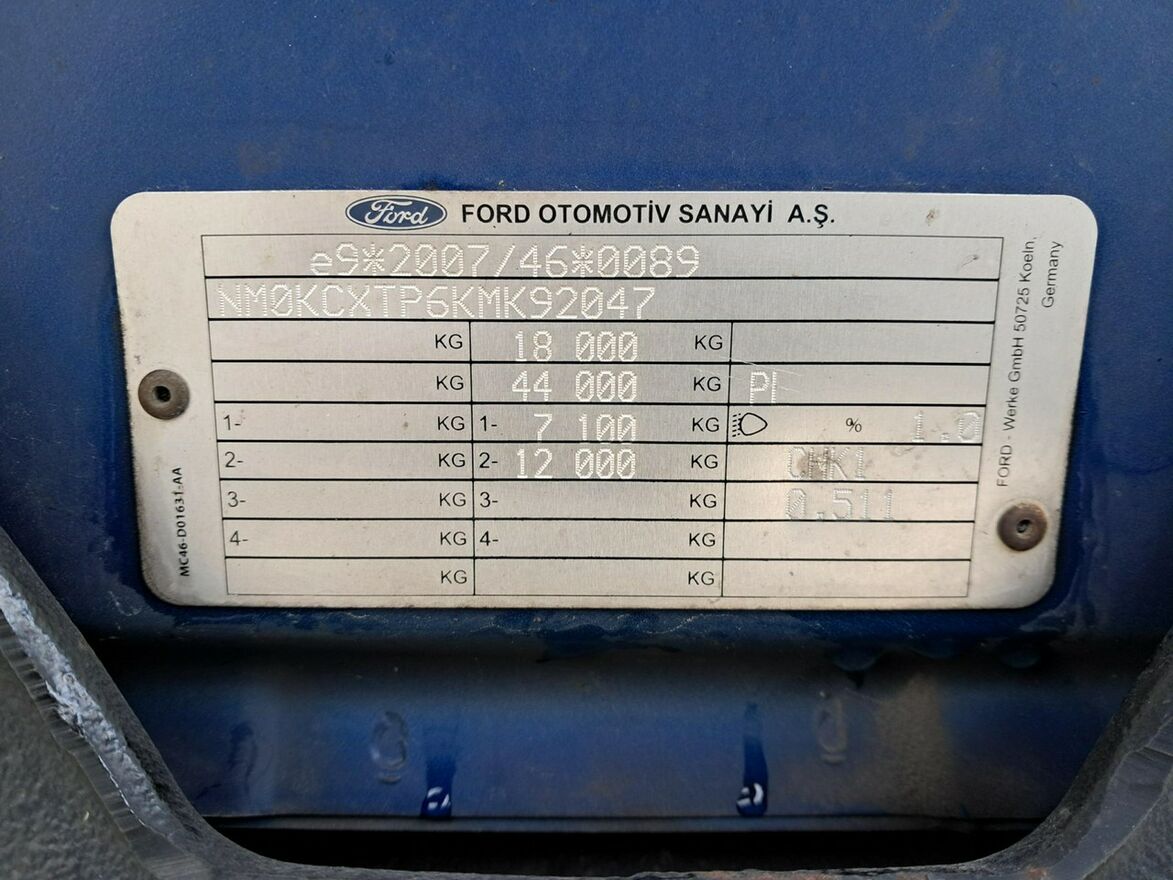 Ford FORD OTOMOTİV SANAYİ A.Ş.
e9*2007/46*0089
NM0KCXTP6KMK92047
KG 18 000 KG
KG 44 000 KG PI
1- KG 1- 7 100 KG % 1.0
2- KG 2- 12 000 KG CHK1
3- KG 3- KG 0.511
4- KG 4- KG
KG KG
MC46-D01631-AA
FORD - Werke GmbH 50725 Koeln,
Germany